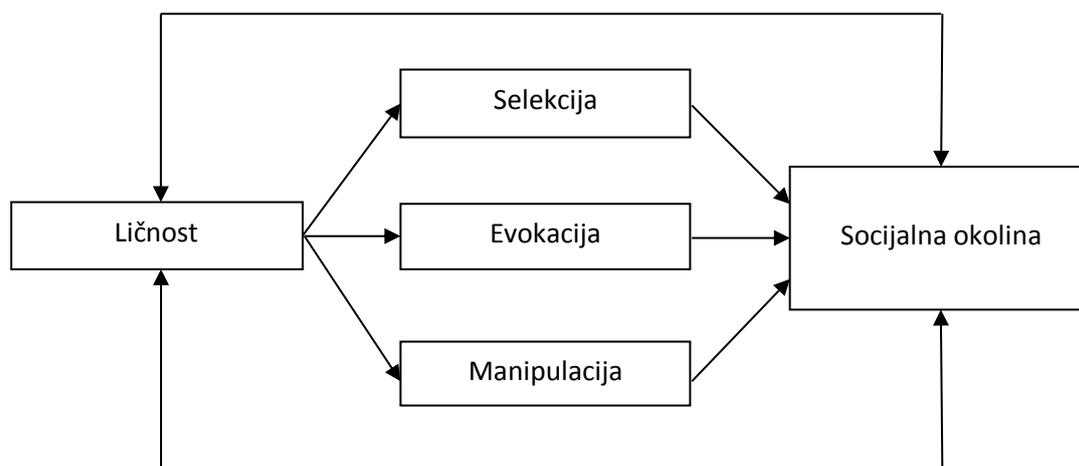 Selekcija
Ličnost
Evokacija
Socijalna okolina
Manipulacija